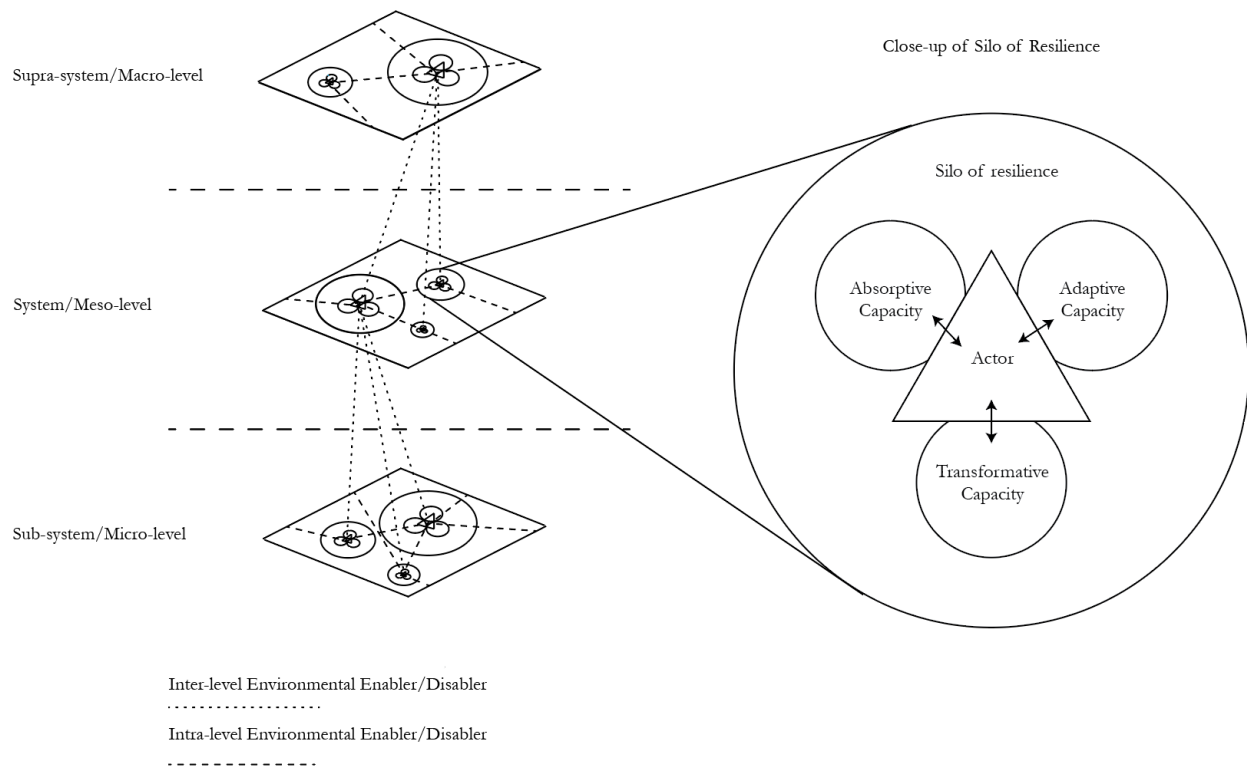 Close-up of Silo of Resilience
Supra-system/Macro-level
Silo of resilience
System/Meso-level
Absorptive
Capacity
Adaptive
Capacity
Actor
Transformative
Capacity
Sub-system/Micro-level
Inter-level Environmental Enabler/Disabler
Intra-level Environmental Enabler/Disabler